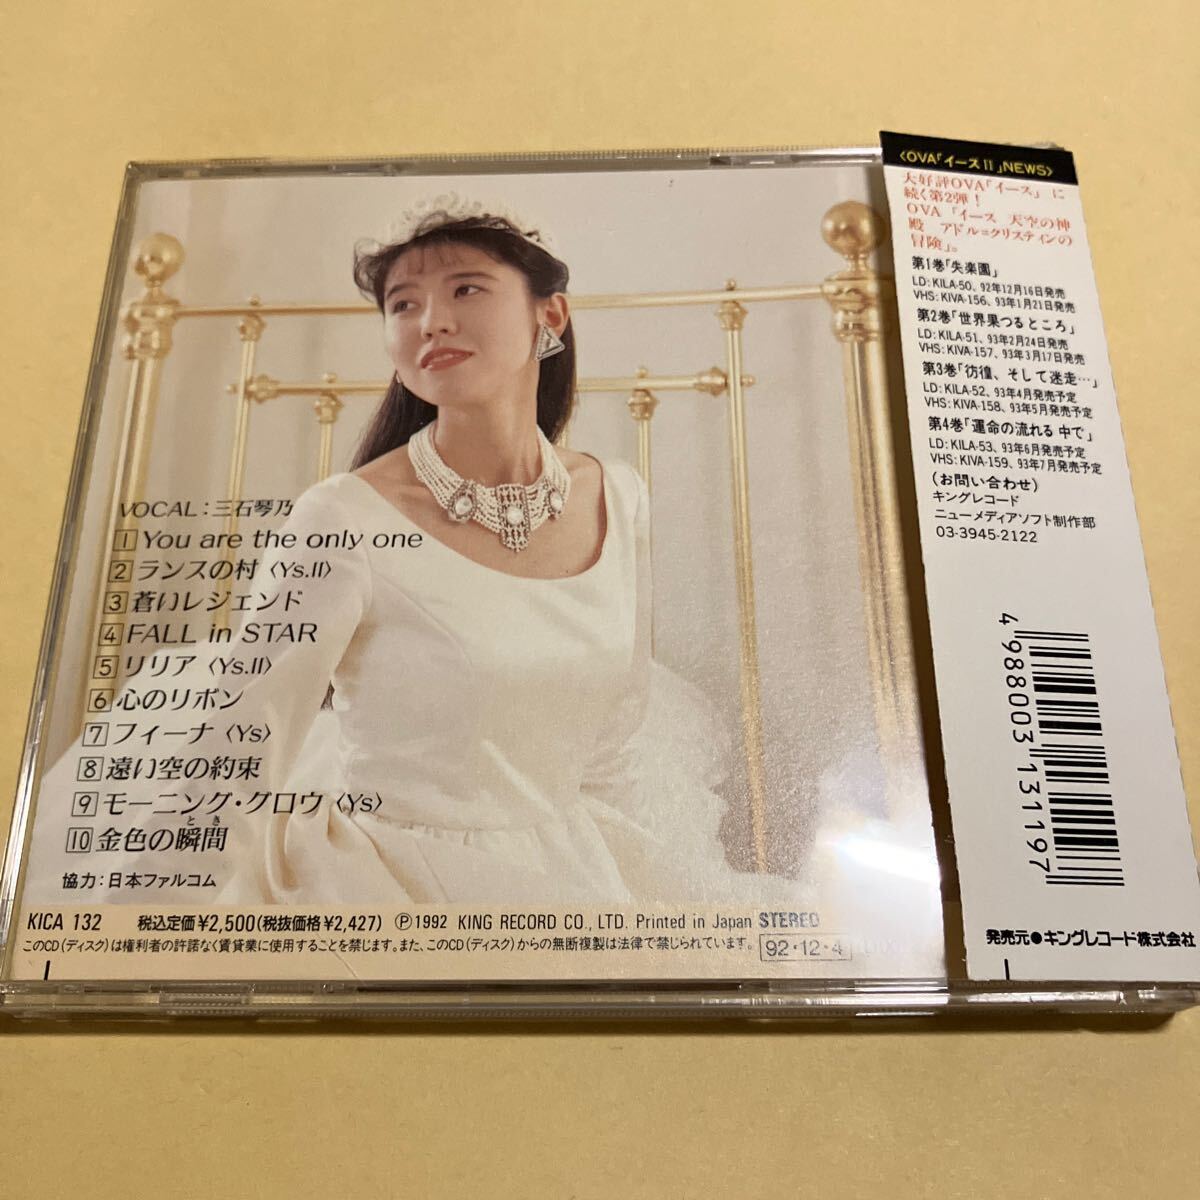 VOCAL：三石琴乃
1 You are the only one
2 ランスの村〈Ys.II〉
3 蒼いレジェンド
4 FALL in STAR
5 リリア〈Ys.II〉
6 心のリボン
7 フィーナ〈Ys〉
8 遠い空の約束
9 モーニング・グロウ〈Ys〉
とき
10 金色の瞬間
協力：日本ファルコム
KICA 132 税込定価¥2,500(税抜価格¥2,427) Ⓟ1992 KING RECORD CO., LTD. Printed in Japan STEREO
このCD(ディスク)は権利者の許諾なく賃貸業に使用することを禁じます。また、このCD(ディスク)からの無断複製は法律で禁じられています。
92・12・4
〈OVA「イースII」NEWS〉
大好評OVA「イース」に
続く第2弾！
OVA「イース 天空の神
殿 アドル=クリスティンの
冒険」。
第1巻「失楽園」
LD：KILA-50、92年12月16日発売
VHS：KIVA-156、93年1月21日発売
第2巻「世界果つるところ」
LD：KILA-51、93年2月24日発売
VHS：KIVA-157、93年3月17日発売
第3巻「彷徨、そして迷走…」
LD：KILA-52、93年4月発売予定
VHS：KIVA-158、93年5月発売予定
第4巻「運命の流れる中で」
LD：KILA-53、93年6月発売予定
VHS：KIVA-159、93年7月発売予定
(お問い合わせ)
キングレコード
ニューメディアソフト制作部
03-3945-2122
4 988003 131197
発売元●キングレコード株式会社